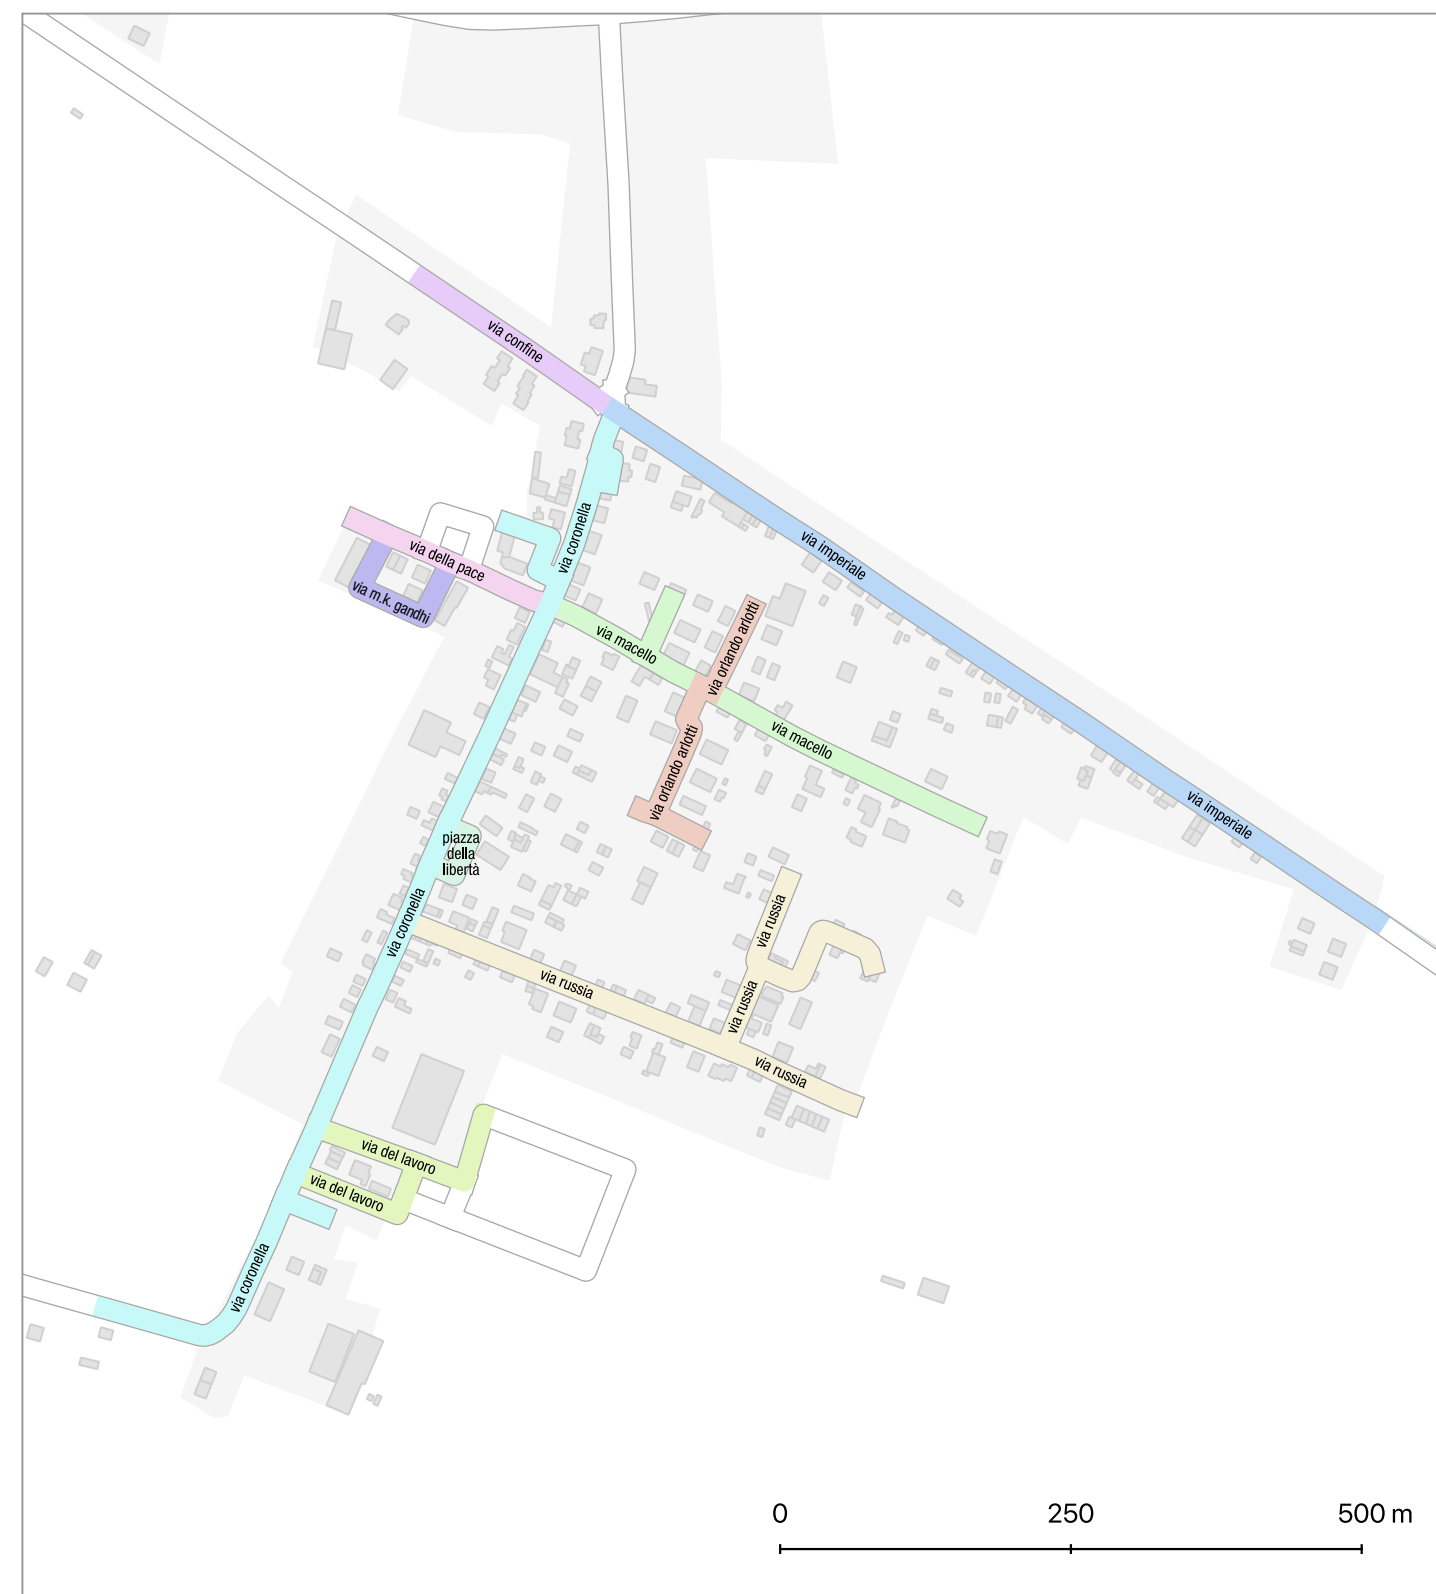 via confine
via coronella
via imperiale
via della pace
via m.k. gandhi
via macello
via orlando arlotti
via macello
via orlando arlotti
via imperiale
piazza
della
libertà
via coronella
via russia
via russia
via russia
via russia
via del lavoro
via del lavoro
via coronella
0 250 500 m